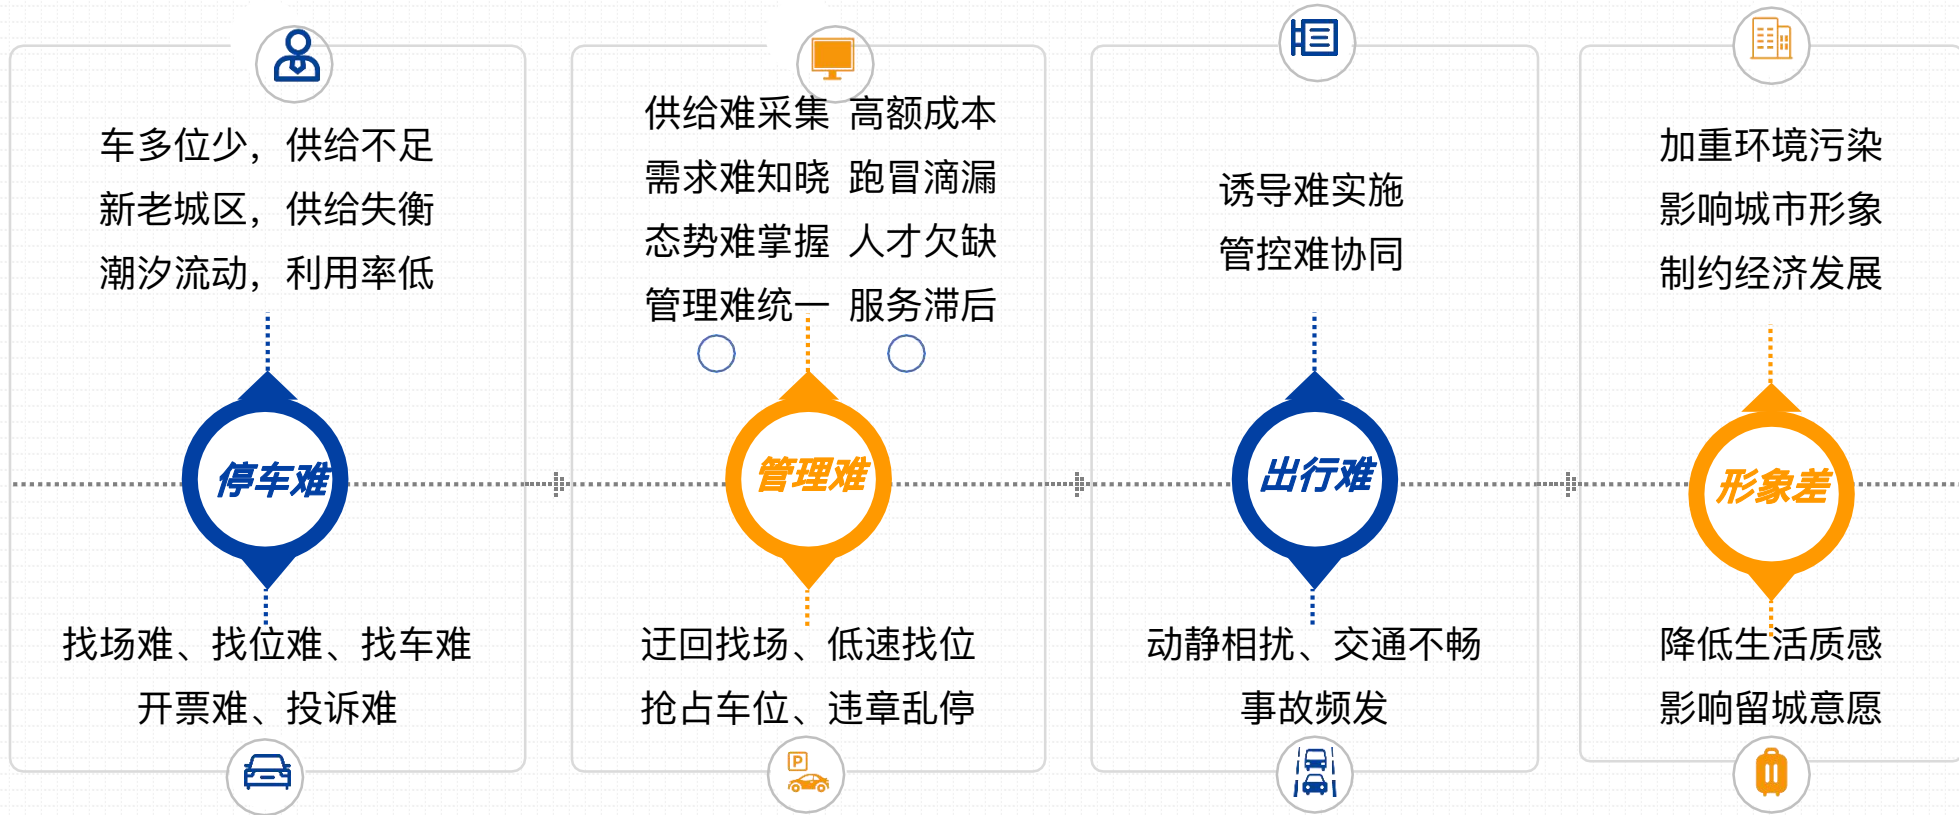 车多位少，供给不足
新老城区，供给失衡
潮汐流动，利用率低
停车难
找场难、找位难、找车难
开票难、投诉难
供给难采集 高额成本
需求难知晓 跑冒滴漏
态势难掌握 人才欠缺
管理难统一 服务滞后
管理难
迂回找场、低速找位
抢占车位、违章乱停
P
诱导难实施
管控难协同
出行难
动静相扰、交通不畅
事故频发
加重环境污染
影响城市形象
制约经济发展
形象差
降低生活质感
影响留城意愿